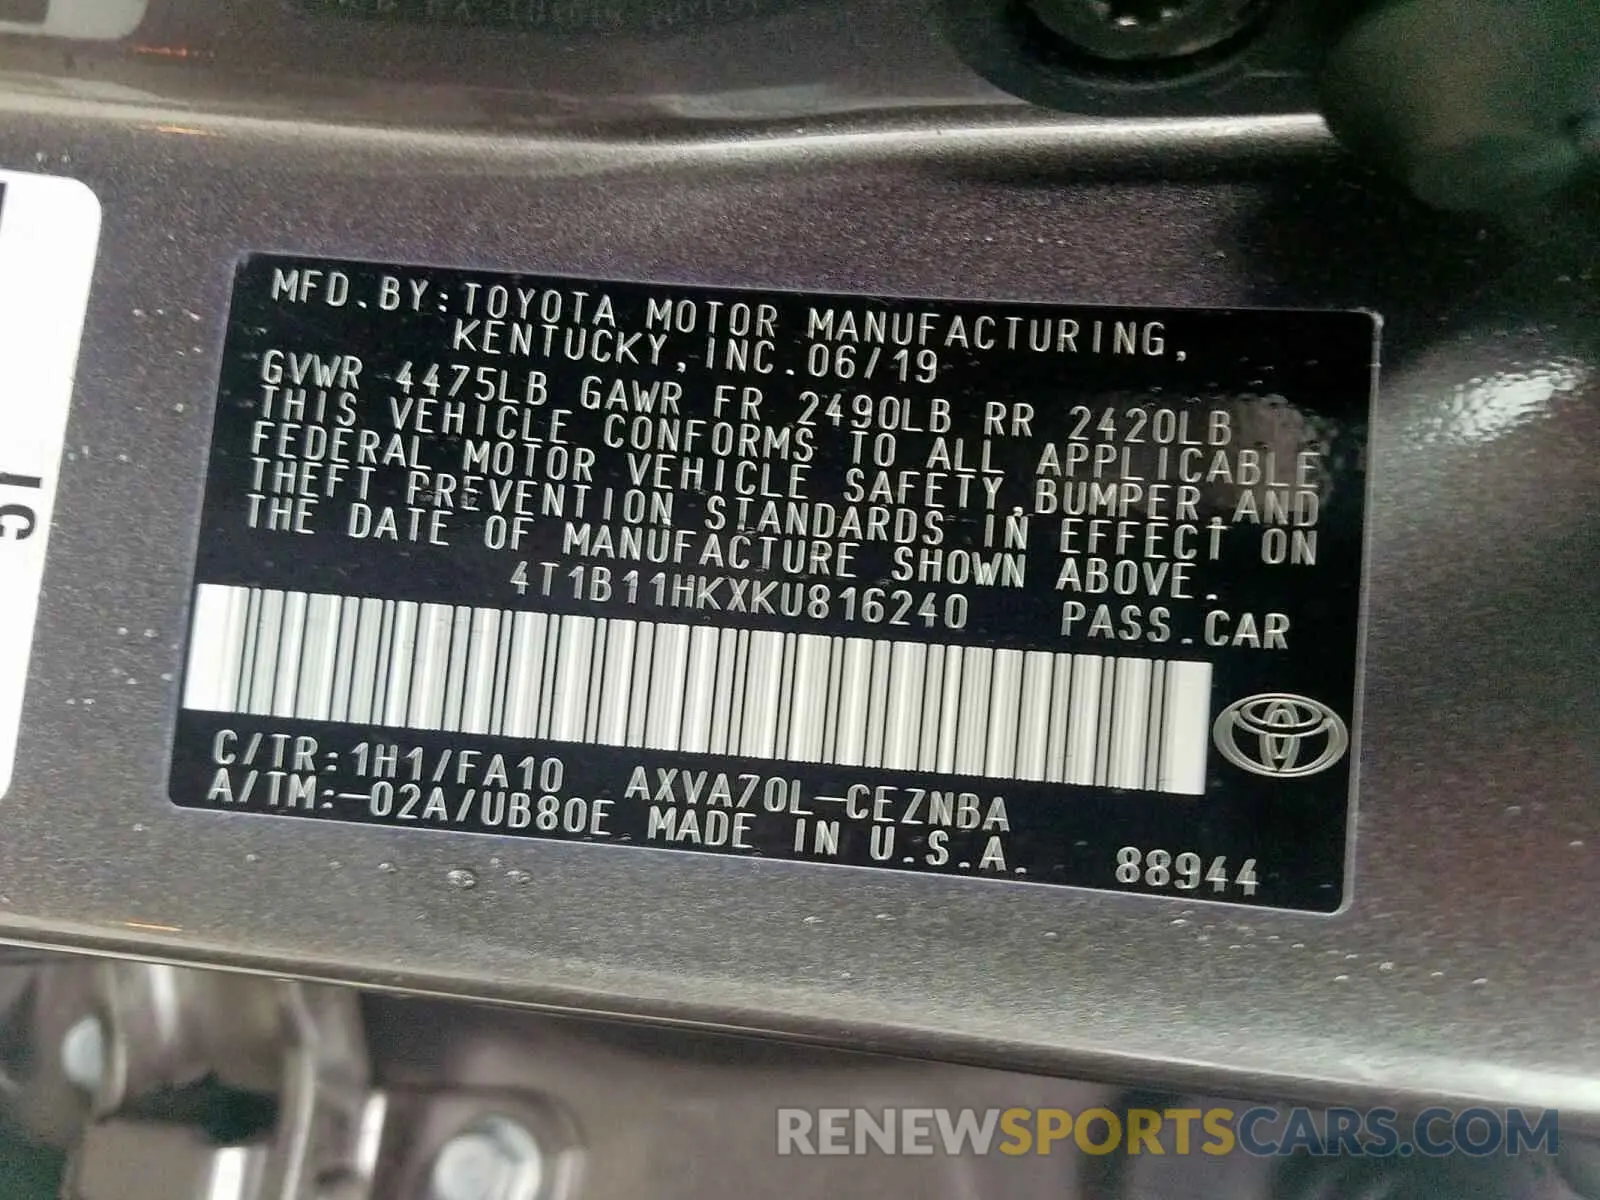 MFD.BY:TOYOTA MOTOR MANUFACTURING,
KENTUCKY,INC.06/19
GVWR 4475LB GAWR FR 2490LB RR 2420LB
THIS VEHICLE CONFORMS TO ALL APPLICABLE
FEDERAL MOTOR VEHICLE SAFETY,BUMPER,AND
THEFT PREVENTION STANDARDS IN EFFECT ON
THE DATE OF MANUFACTURE SHOWN ABOVE.
4T1B11HKXKU816240 PASS.CAR
C/TR:1H1/FA10 AXVA70L-CEZNBA
A/TM:-02A/UB80E MADE IN U.S.A. 88944
RENEWSPORTSCARS.COM